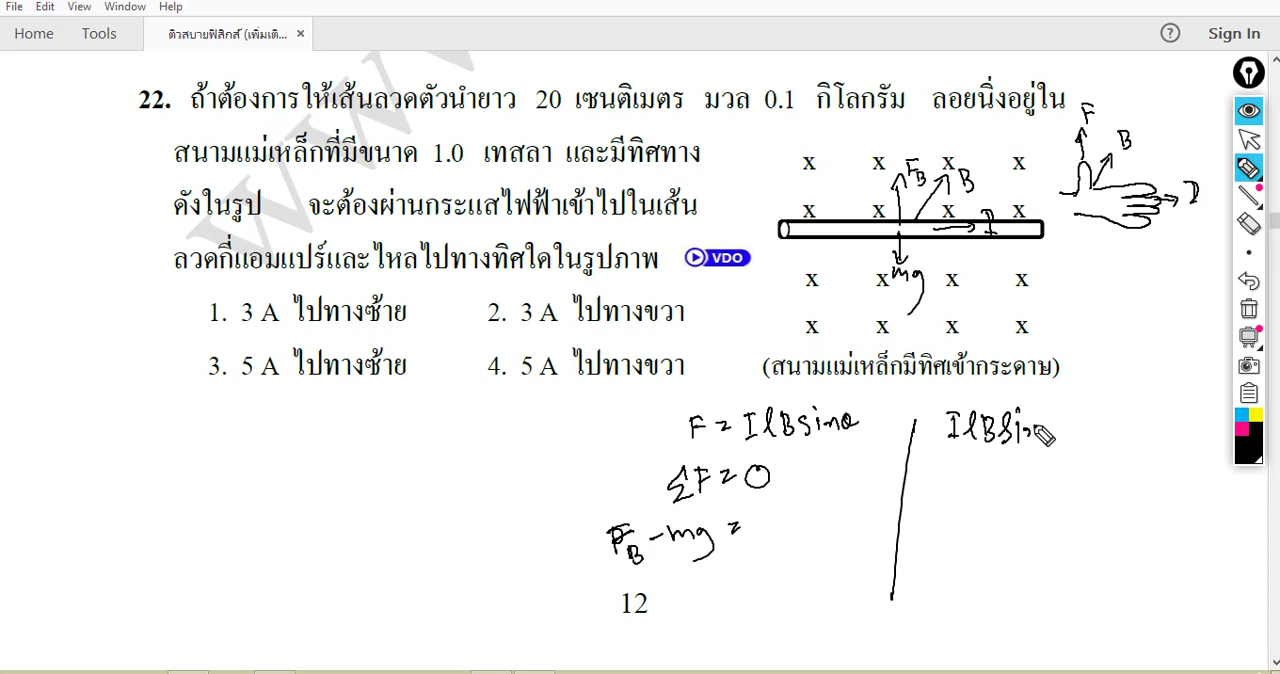 File Edit View Window Help
Home Tools ติวสบายฟิสิกส์ (เพิ่มเติ... × ? Sign In
22. ถ้าต้องการให้เส้นลวดตัวนำยาว 20 เซนติเมตร มวล 0.1 กิโลกรัม ลอยนิ่งอยู่ใน
สนามแม่เหล็กที่มีขนาด 1.0 เทสลา และมีทิศทาง
ดังในรูป จะต้องผ่านกระแสไฟฟ้าเข้าไปในเส้น
ลวดกี่แอมแปร์และไหลไปทางทิศใดในรูปภาพ VDO
1. 3 A ไปทางซ้าย 2. 3 A ไปทางขวา
3. 5 A ไปทางซ้าย 4. 5 A ไปทางขวา
F
B
I
x x F_B x x
B
x x x x
I
x x mg x x
x x x x
(สนามแม่เหล็กมีทิศเข้ากระดาษ)
F = IlBsinθ
ΣF = 0
F_B - mg =
IlBsin
12
www